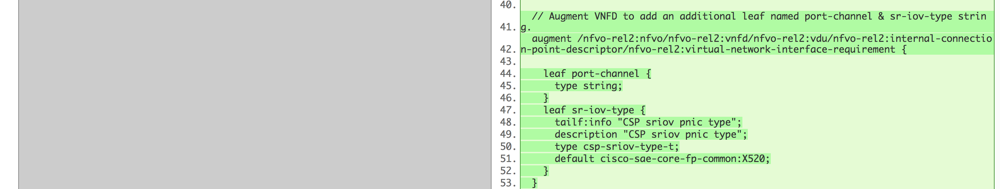 40.
  // Augment VNFD to add an additional leaf named port-channel & sr-iov-type strin
41. g.
  augment /nfvo-rel2:nfvo/nfvo-rel2:vnfd/nfvo-rel2:vdu/nfvo-rel2:internal-connectio
42. n-point-descriptor/nfvo-rel2:virtual-network-interface-requirement {
43.
44.     leaf port-channel {
45.       type string;
46.     }
47.     leaf sr-iov-type {
48.       tailf:info "CSP sriov pnic type";
49.       description "CSP sriov pnic type";
50.       type csp-sriov-type-t;
51.       default cisco-sae-core-fp-common:X520;
52.     }
53.   }